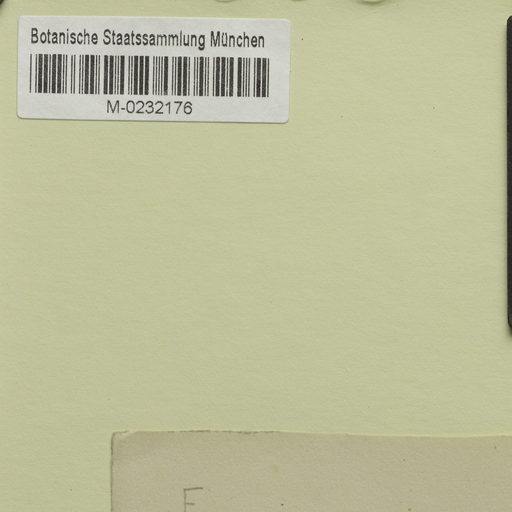 Botanische Staatssammlung München
M-0232176
F